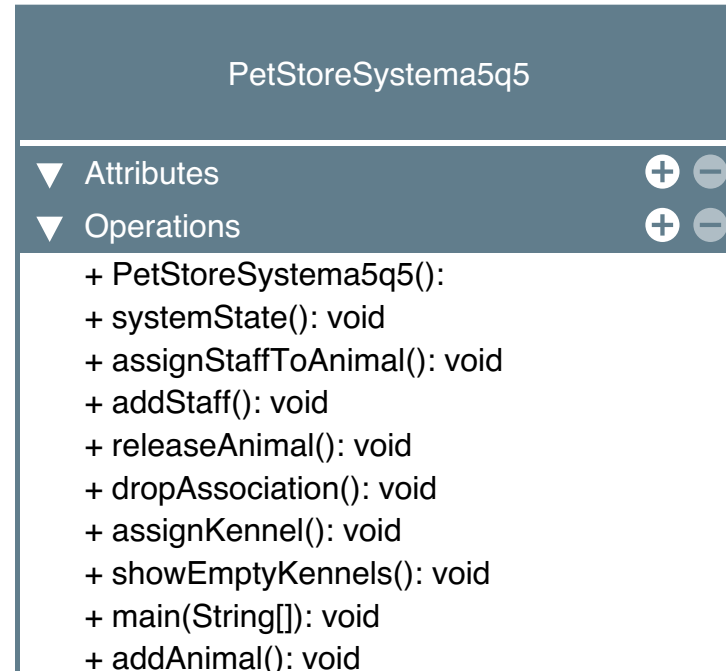 PetStoreSystema5q5
Attributes
Operations
+ PetStoreSystema5q5():
+ systemState(): void
+ assignStaffToAnimal(): void
+ addStaff(): void
+ releaseAnimal(): void
+ dropAssociation(): void
+ assignKennel(): void
+ showEmptyKennels(): void
+ main(String[]): void
+ addAnimal(): void